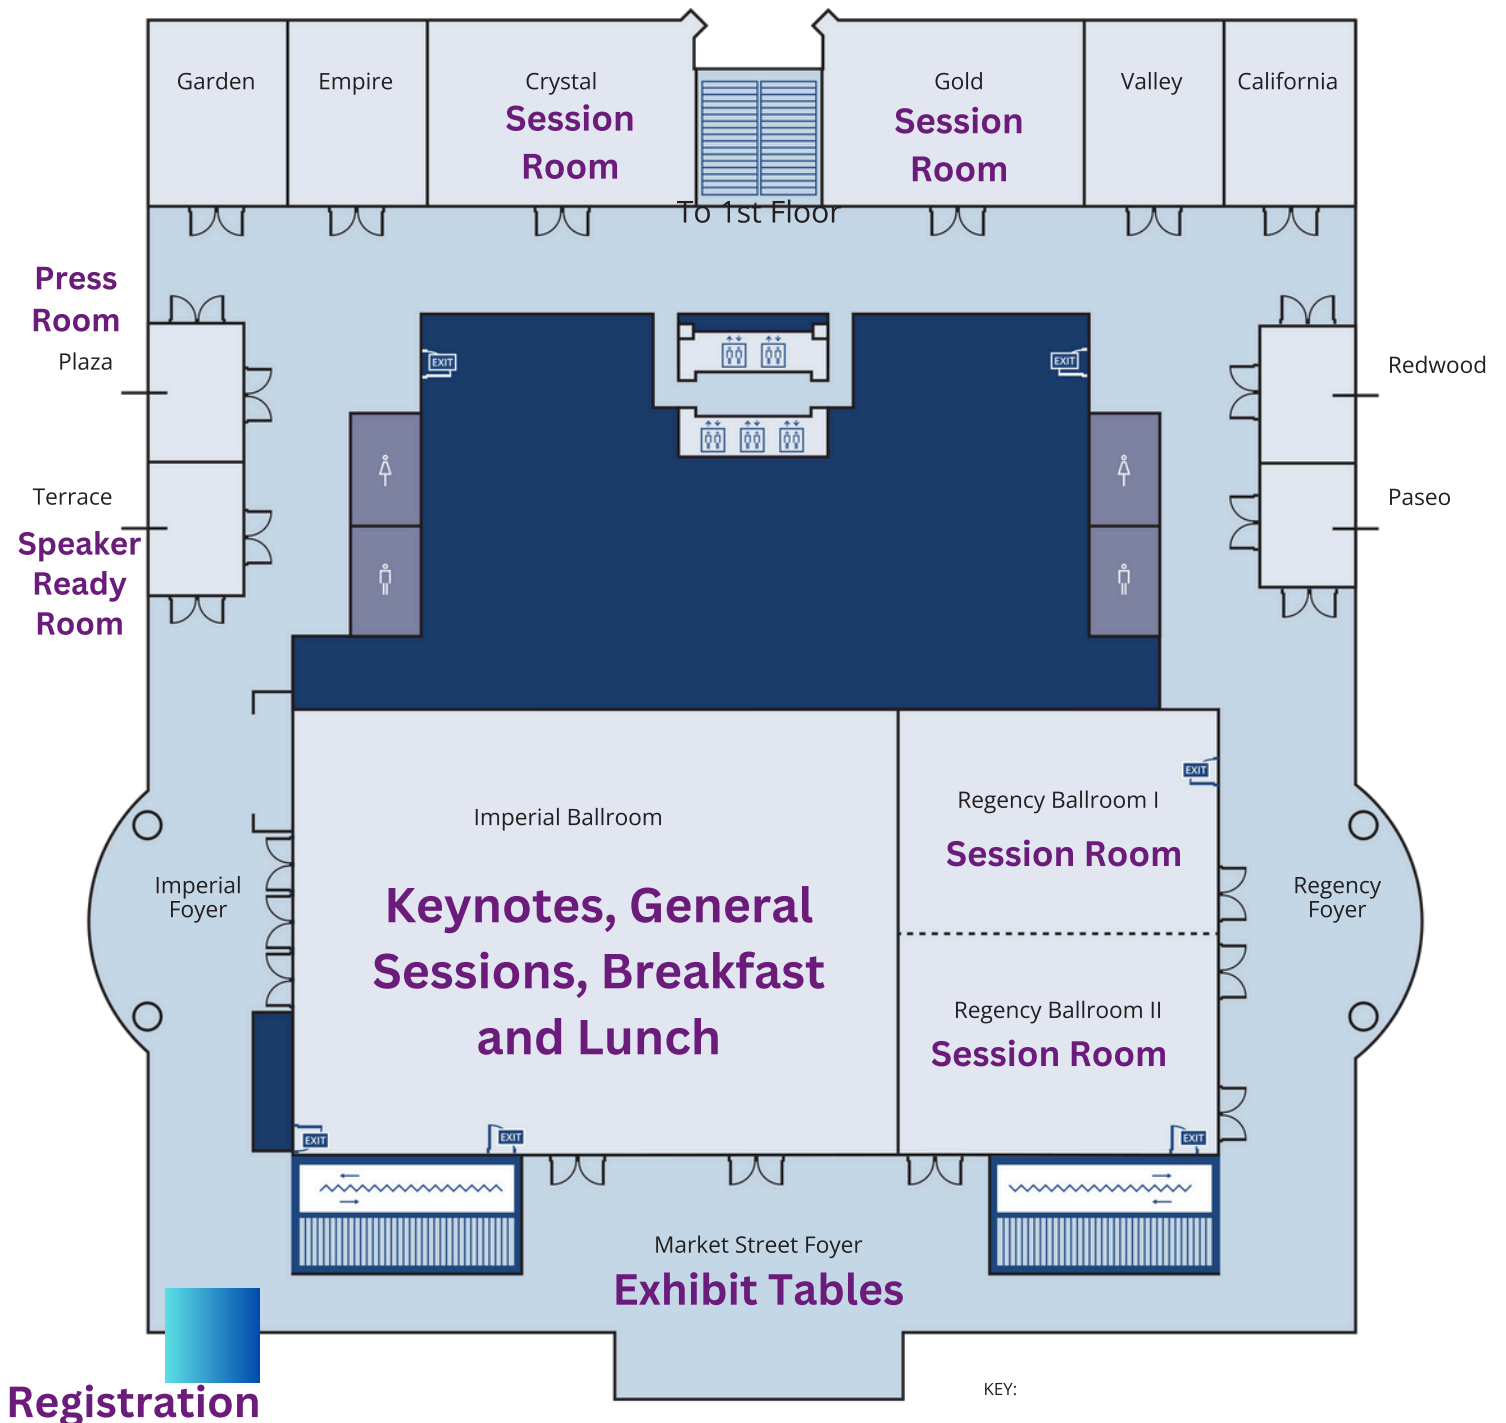 Garden
Empire
Crystal
Session
Room
Gold
Session
Room
Valley
California
To 1st Floor
Press
Room
Plaza
Terrace
Speaker
Ready
Room
EXIT
EXIT
Redwood
Paseo
Imperial Ballroom
Keynotes, General
Sessions, Breakfast
and Lunch
Regency Ballroom I
Session Room
EXIT
Regency Ballroom II
Session Room
Imperial
Foyer
Regency
Foyer
EXIT
EXIT
EXIT
Market Street Foyer
Exhibit Tables
Registration
KEY: